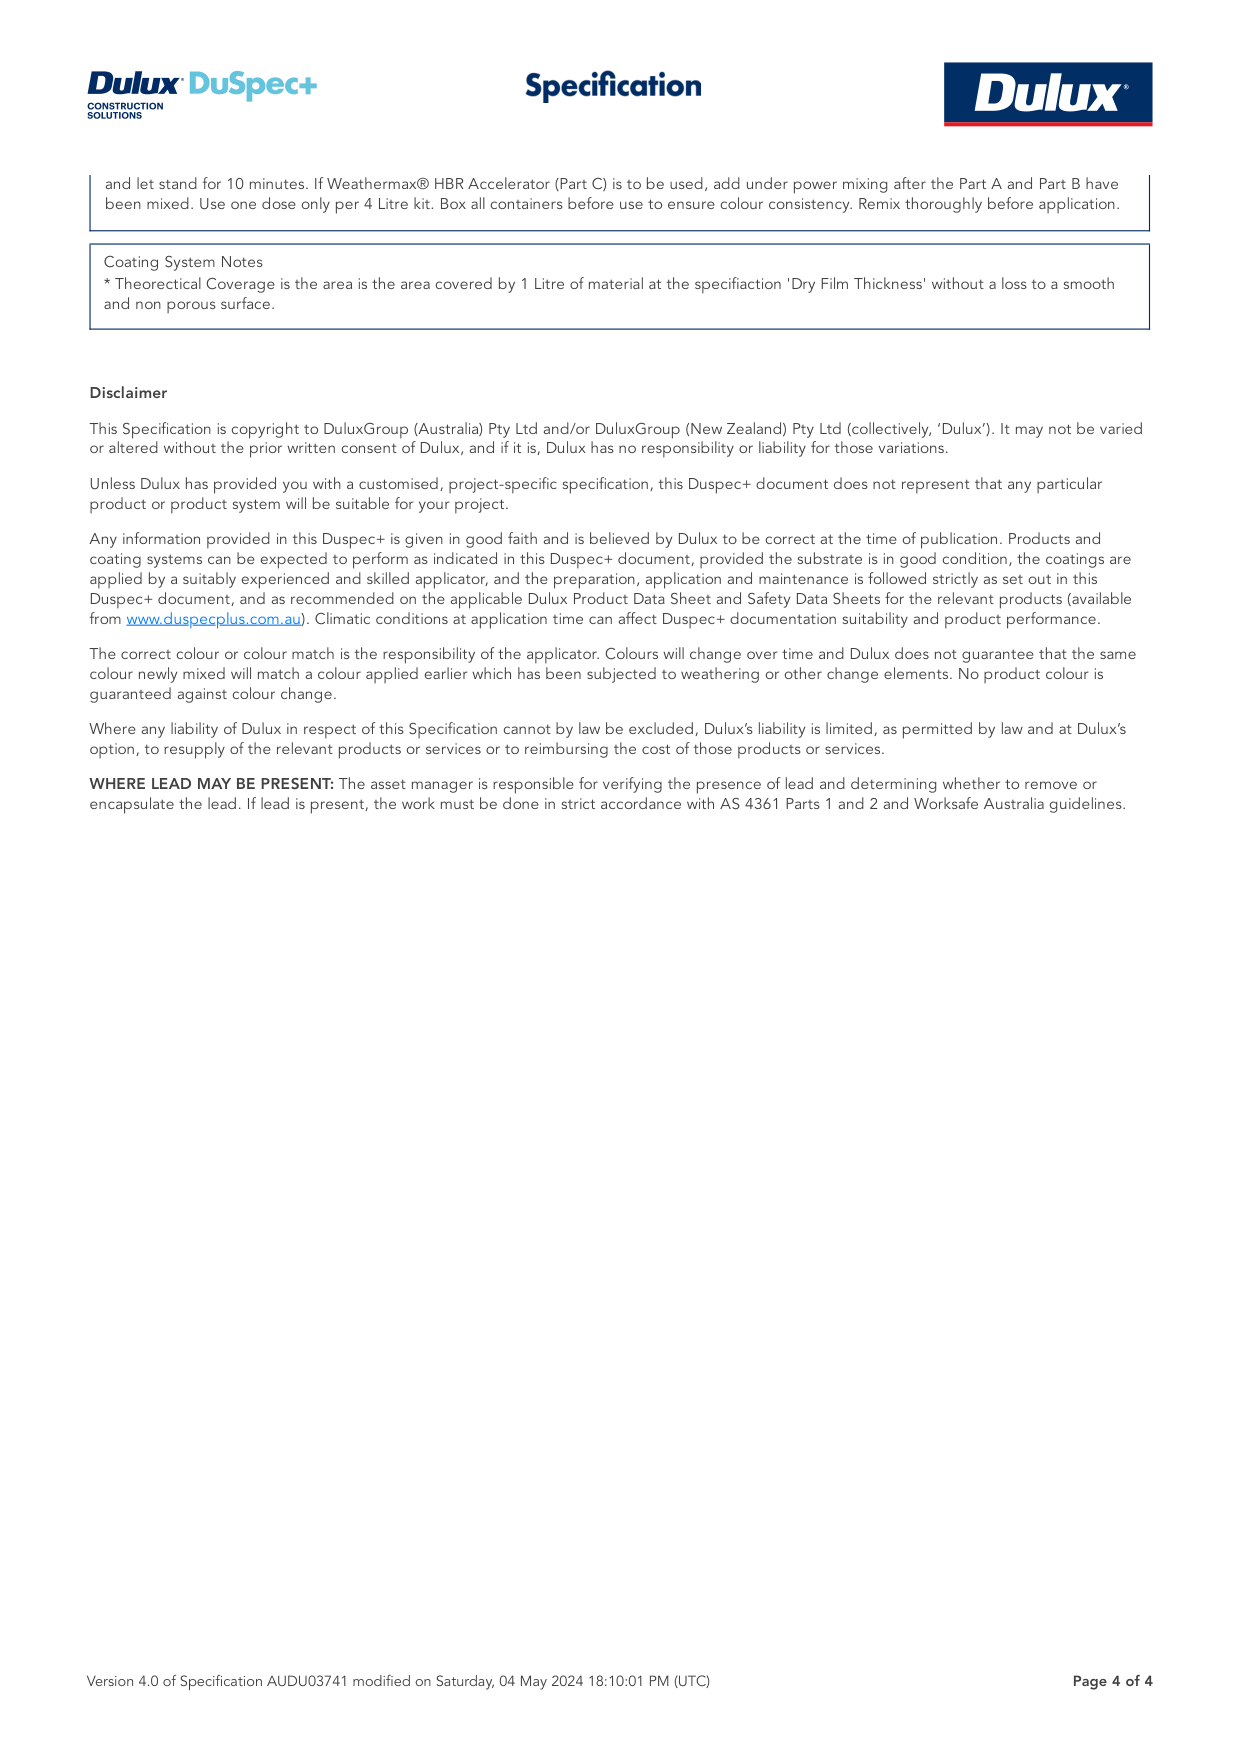 Dulux DuSpec+
CONSTRUCTION
SOLUTIONS
Specification
Dulux®
and let stand for 10 minutes. If Weathermax® HBR Accelerator (Part C) is to be used, add under power mixing after the Part A and Part B have
been mixed. Use one dose only per 4 Litre kit. Box all containers before use to ensure colour consistency. Remix thoroughly before application.
Coating System Notes
* Theorectical Coverage is the area is the area covered by 1 Litre of material at the specifiaction 'Dry Film Thickness' without a loss to a smooth
and non porous surface.
Disclaimer
This Specification is copyright to DuluxGroup (Australia) Pty Ltd and/or DuluxGroup (New Zealand) Pty Ltd (collectively, ‘Dulux’). It may not be varied
or altered without the prior written consent of Dulux, and if it is, Dulux has no responsibility or liability for those variations.
Unless Dulux has provided you with a customised, project-specific specification, this Duspec+ document does not represent that any particular
product or product system will be suitable for your project.
Any information provided in this Duspec+ is given in good faith and is believed by Dulux to be correct at the time of publication. Products and
coating systems can be expected to perform as indicated in this Duspec+ document, provided the substrate is in good condition, the coatings are
applied by a suitably experienced and skilled applicator, and the preparation, application and maintenance is followed strictly as set out in this
Duspec+ document, and as recommended on the applicable Dulux Product Data Sheet and Safety Data Sheets for the relevant products (available
from www.duspecplus.com.au). Climatic conditions at application time can affect Duspec+ documentation suitability and product performance.
The correct colour or colour match is the responsibility of the applicator. Colours will change over time and Dulux does not guarantee that the same
colour newly mixed will match a colour applied earlier which has been subjected to weathering or other change elements. No product colour is
guaranteed against colour change.
Where any liability of Dulux in respect of this Specification cannot by law be excluded, Dulux’s liability is limited, as permitted by law and at Dulux’s
option, to resupply of the relevant products or services or to reimbursing the cost of those products or services.
WHERE LEAD MAY BE PRESENT: The asset manager is responsible for verifying the presence of lead and determining whether to remove or
encapsulate the lead. If lead is present, the work must be done in strict accordance with AS 4361 Parts 1 and 2 and Worksafe Australia guidelines.
Version 4.0 of Specification AUDU03741 modified on Saturday, 04 May 2024 18:10:01 PM (UTC)
Page 4 of 4